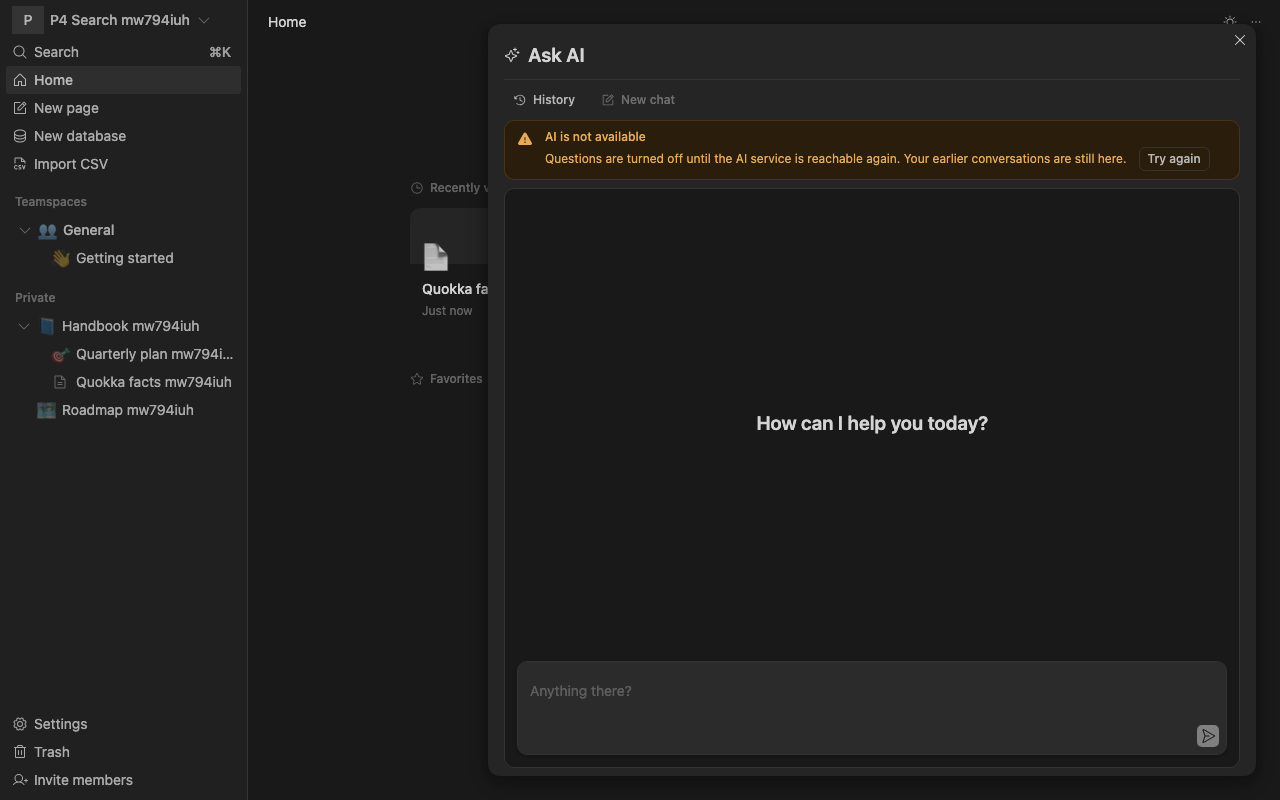 P P4 Search mw794iuh
Search ⌘K
Home
New page
New database
Import CSV
Teamspaces
General
Getting started
Private
Handbook mw794iuh
Quarterly plan mw794i...
Quokka facts mw794iuh
Roadmap mw794iuh
Settings
Trash
Invite members
Home
Recently
Quokka
Just now
Favorites
Ask AI
History New chat
AI is not available
Questions are turned off until the AI service is reachable again. Your earlier conversations are still here. Try again
How can I help you today?
Anything there?